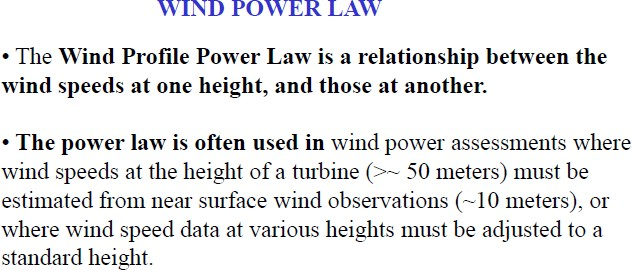 WIND POWER LAW
• The Wind Profile Power Law is a relationship between the
wind speeds at one height, and those at another.
• The power law is often used in wind power assessments where
wind speeds at the height of a turbine (>~ 50 meters) must be
estimated from near surface wind observations (~10 meters), or
where wind speed data at various heights must be adjusted to a
standard height.